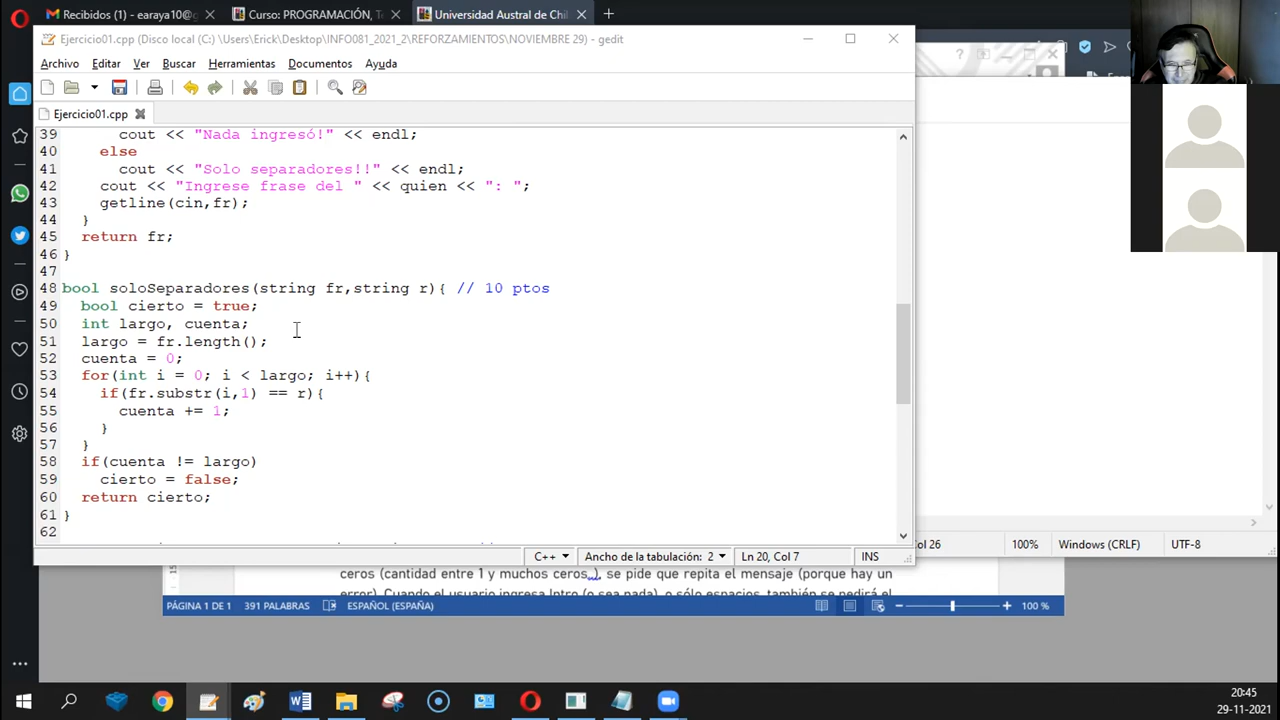 Recibidos (1) - earaya10@g
Curso: PROGRAMACIÓN, Te
Universidad Austral de Chil
Ejercicio01.cpp (Disco local (C:) \Users\Erick\Desktop\INFO081_2021_2\REFORZAMIENTOS\NOVIEMBRE 29) - gedit
Archivo Editar Ver Buscar Herramientas Documentos Ayuda
Ejercicio01.cpp
39 cout << "Nada ingresó!" << endl;
40 else
41 cout << "Solo separadores!!" << endl;
42 cout << "Ingrese frase del " << quien << ": ";
43 getline(cin,fr);
44 }
45 return fr;
46 }
47
48 bool soloSeparadores(string fr,string r){ // 10 ptos
49 bool cierto = true;
50 int largo, cuenta;
51 largo = fr.length();
52 cuenta = 0;
53 for(int i = 0; i < largo; i++){
54 if(fr.substr(i,1) == r){
55 cuenta += 1;
56 }
57 }
58 if(cuenta != largo)
59 cierto = false;
60 return cierto;
61 }
62
C++ Ancho de la tabulación: 2 Ln 20, Col 7 INS
Col 26 100% Windows (CRLF) UTF-8
ceros (cantidad entre 1 y muchos ceros ), se pide que repita el mensaje (porque hay un
error). Cuando el usuario ingresa Intro (o sea nada), o sólo espacios, también se pedirá el
PÁGINA 1 DE 1 391 PALABRAS ESPAÑOL (ESPAÑA) 100 %
20:45
29-11-2021